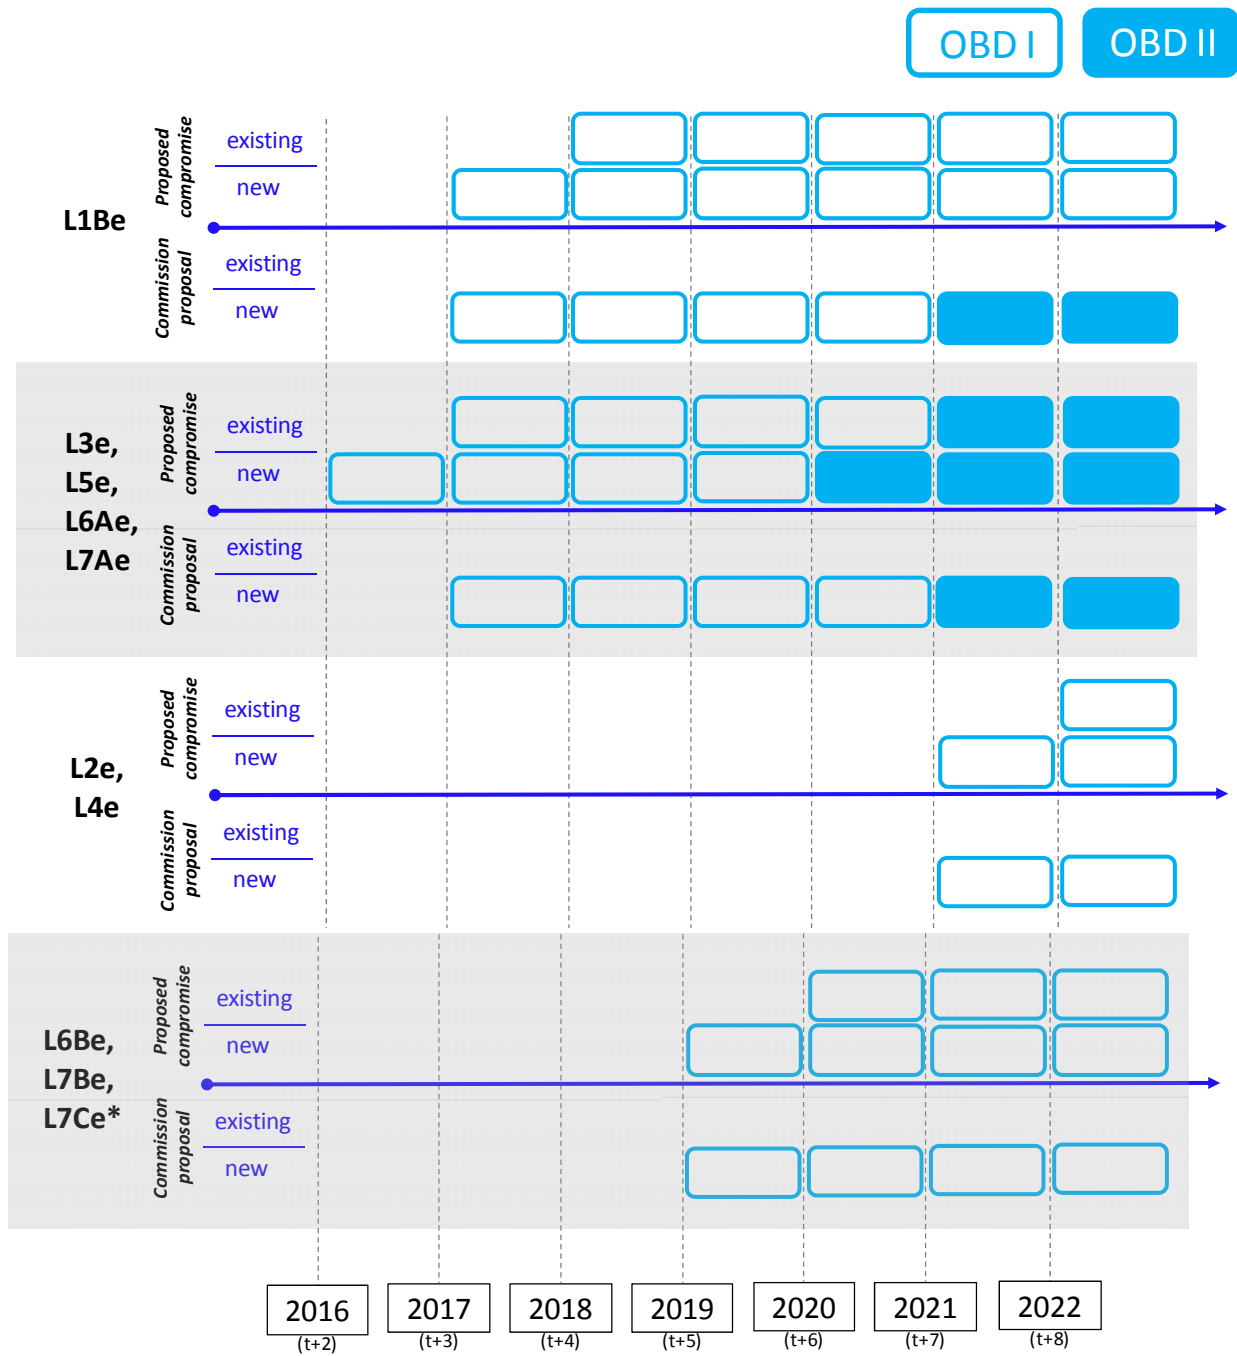 OBD I
OBD II
L1Be
Proposed
compromise
existing
new
Commission
proposal
existing
new
L3e,
L5e,
L6Ae,
L7Ae
Proposed
compromise
existing
new
Commission
proposal
existing
new
L2e,
L4e
Proposed
compromise
existing
new
Commission
proposal
existing
new
L6Be,
L7Be,
L7Ce*
Proposed
compromise
existing
new
Commission
proposal
existing
new
2016
2017
2018
2019
2020
2021
2022
(t+2)
(t+3)
(t+4)
(t+5)
(t+6)
(t+7)
(t+8)